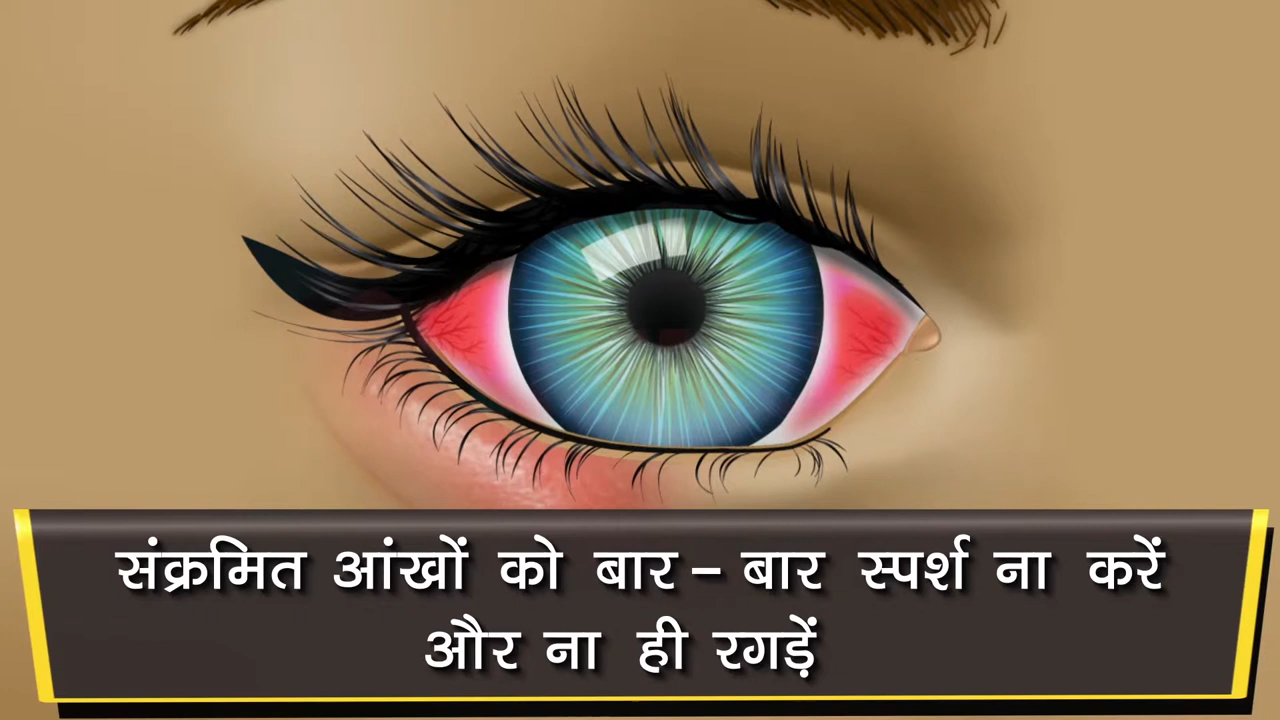 संक्रमित आंखों को बार – बार स्पर्श ना करें
और ना ही रगड़ें